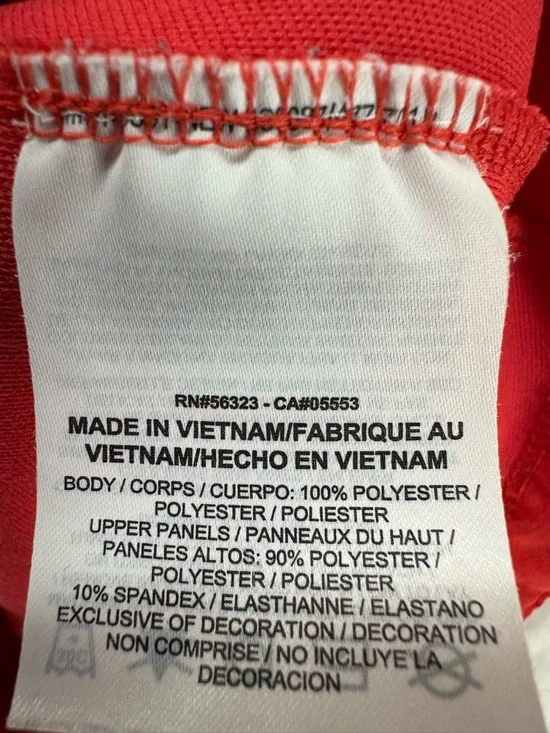 RN#56323 - CA#05553
MADE IN VIETNAM/FABRIQUE AU
VIETNAM/HECHO EN VIETNAM
BODY / CORPS / CUERPO: 100% POLYESTER /
POLYESTER / POLIESTER
UPPER PANELS / PANNEAUX DU HAUT /
PANELES ALTOS: 90% POLYESTER /
POLYESTER / POLIESTER
10% SPANDEX / ELASTHANNE / ELASTANO
EXCLUSIVE OF DECORATION / DECORATION
NON COMPRISE / NO INCLUYE LA
DECORACION